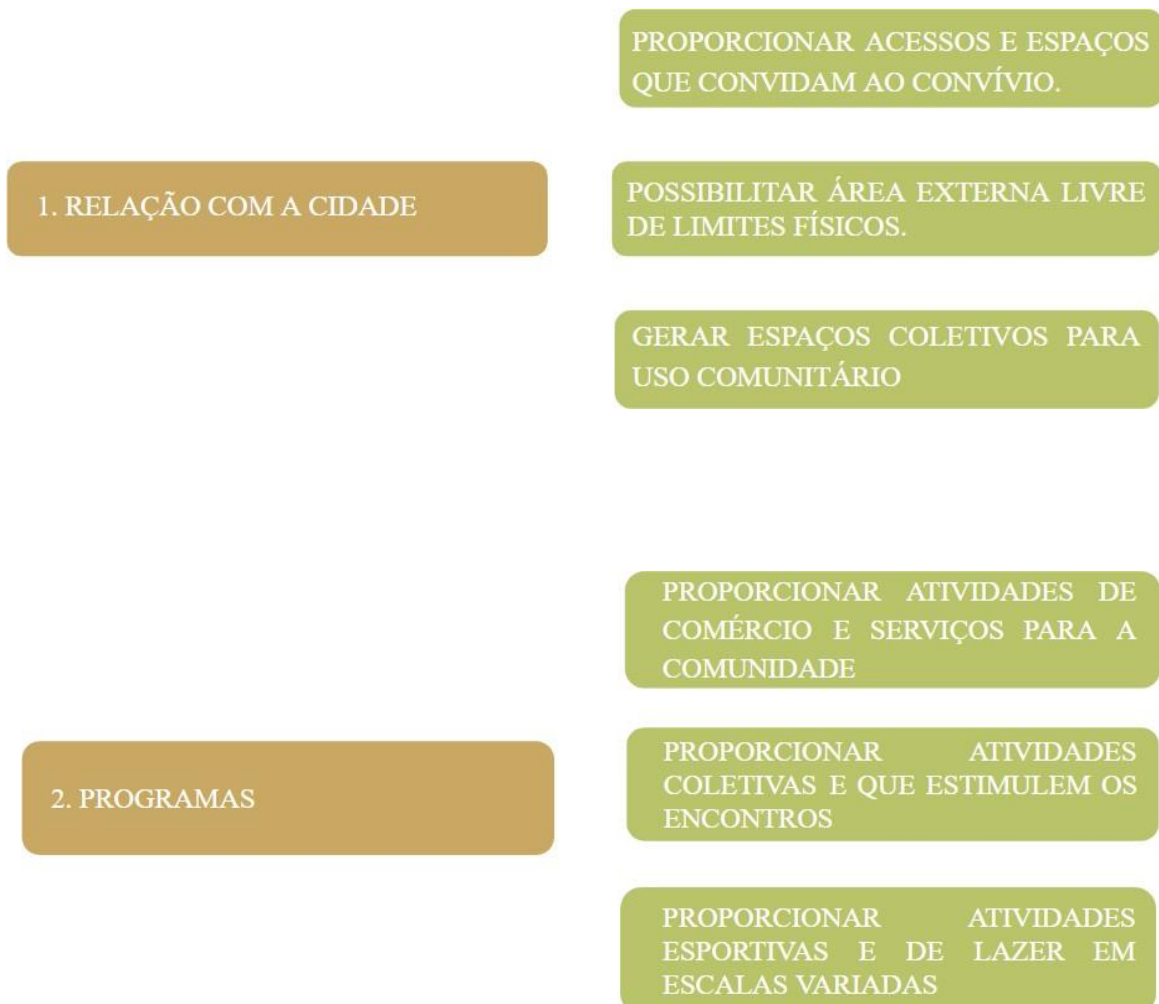 PROPORCIONAR ACESSOS E ESPAÇOS
QUE CONVIDAM AO CONVÍVIO.
1. RELAÇÃO COM A CIDADE
POSSIBILITAR ÁREA EXTERNA LIVRE
DE LIMITES FÍSICOS.
GERAR ESPAÇOS COLETIVOS PARA
USO COMUNITÁRIO
PROPORCIONAR ATIVIDADES DE
COMÉRCIO E SERVIÇOS PARA A
COMUNIDADE
2. PROGRAMAS
PROPORCIONAR ATIVIDADES
COLETIVAS E QUE ESTIMULEM OS
ENCONTROS
PROPORCIONAR ATIVIDADES
ESPORTIVAS E DE LAZER EM
ESCALAS VARIADAS